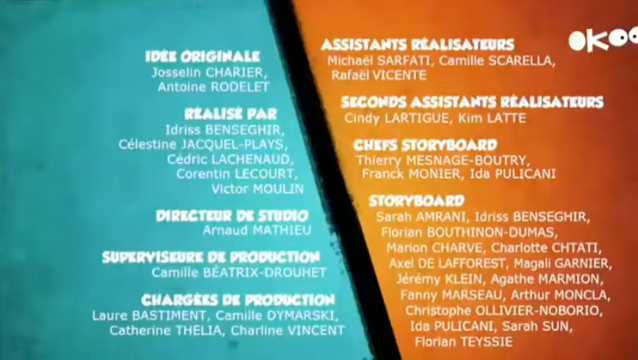 IDÉE ORIGINALE
Josselin CHARIER,
Antoine RODELET
RÉALISÉ PAR
Idriss BENSEGHIR,
Célestine JACQUEL-PLAYS,
Cédric LACHENAUD,
Corentin LECOURT,
Victor MOULIN
DIRECTEUR DE STUDIO
Arnaud MATHIEU
SUPERVISEURE DE PRODUCTION
Camille BÉATRIX-DROUHET
CHARGÉES DE PRODUCTION
Laure BASTIMENT, Camille DYMARSKI,
Catherine THELIA, Charline VINCENT
OKOO
ASSISTANTS RÉALISATEURS
Michaël SARFATI, Camille SCARELLA,
Rafaël VICENTE
SECONDS ASSISTANTS RÉALISATEURS
Cindy LARTIGUE, Kim LATTE
CHEFS STORYBOARD
Thierry MESNAGE-BOUTRY,
Franck MONIER, Ida PULICANI
STORYBOARD
Sarah AMRANI, Idriss BENSEGHIR,
Florian BOUTHINON-DUMAS,
Marion CHARVE, Charlotte CHTATI,
Axel DE LAFFOREST, Magali GARNIER,
Jérémy KLEIN, Agathe MARMION,
Fanny MARSEAU, Arthur MONCLA,
Christophe OLLIVIER-NOBORIO,
Ida PULICANI, Sarah SUN,
Florian TEYSSIE